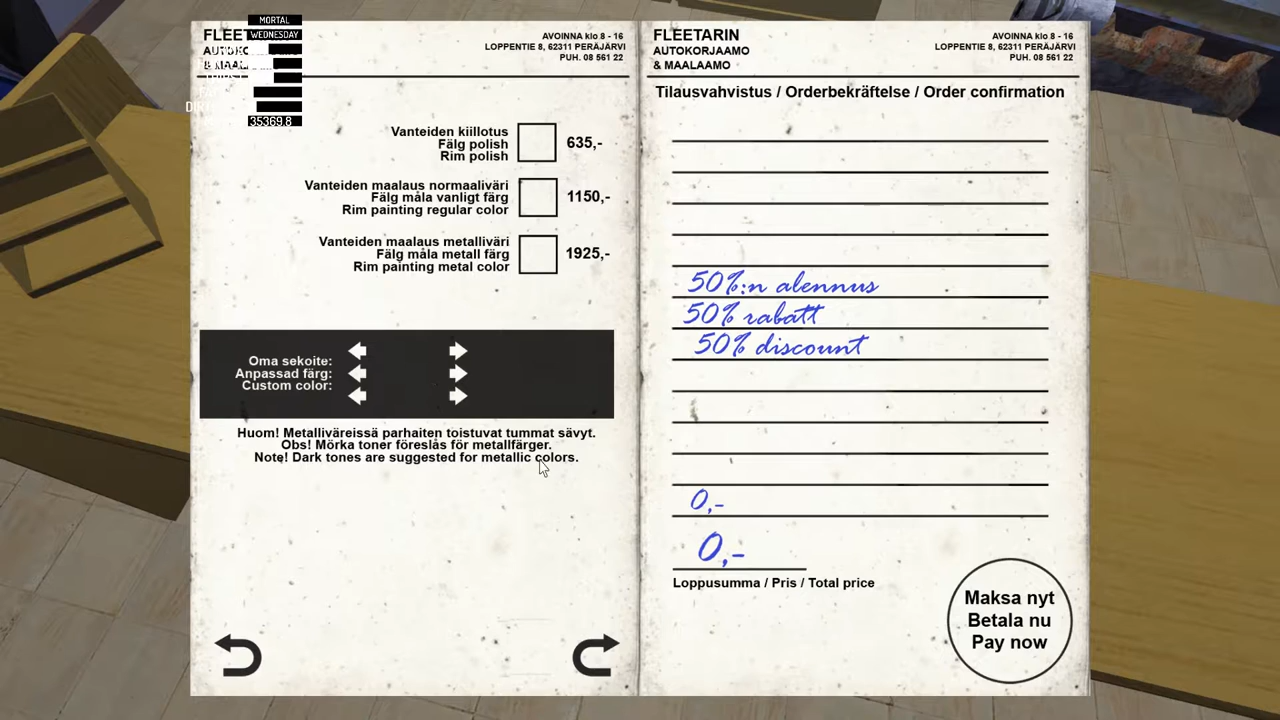 MORTAL
WEDNESDAY
35369.8
AUTOKO
& MAAL
AVOINNA klo 8 - 16
LOPPENTIE 8, 62311 PERÄJÄRVI
PUH. 08 561 22
Vanteiden kiillotus
Fälg polish
Rim polish
635,-
Vanteiden maalaus normaaliväri
Fälg måla vanligt färg
Rim painting regular color
1150,-
Vanteiden maalaus metalliväri
Fälg måla metall färg
Rim painting metal color
1925,-
Oma sekoite:
Anpassad färg:
Custom color:
Huom! Metalliväreissä parhaiten toistuvat tummat sävyt.
Obs! Mörka toner föreslås för metallfärger.
Note! Dark tones are suggested for metallic colors.
FLEETARIN
AUTOKORJAAMO
& MAALAAMO
AVOINNA klo 8 - 16
LOPPENTIE 8, 62311 PERÄJÄRVI
PUH. 08 561 22
Tilausvahvistus / Orderbekräftelse / Order confirmation
50%:n alennus
50% rabatt
50% discount
0,-
0,-
Loppusumma / Pris / Total price
Maksa nyt
Betala nu
Pay now